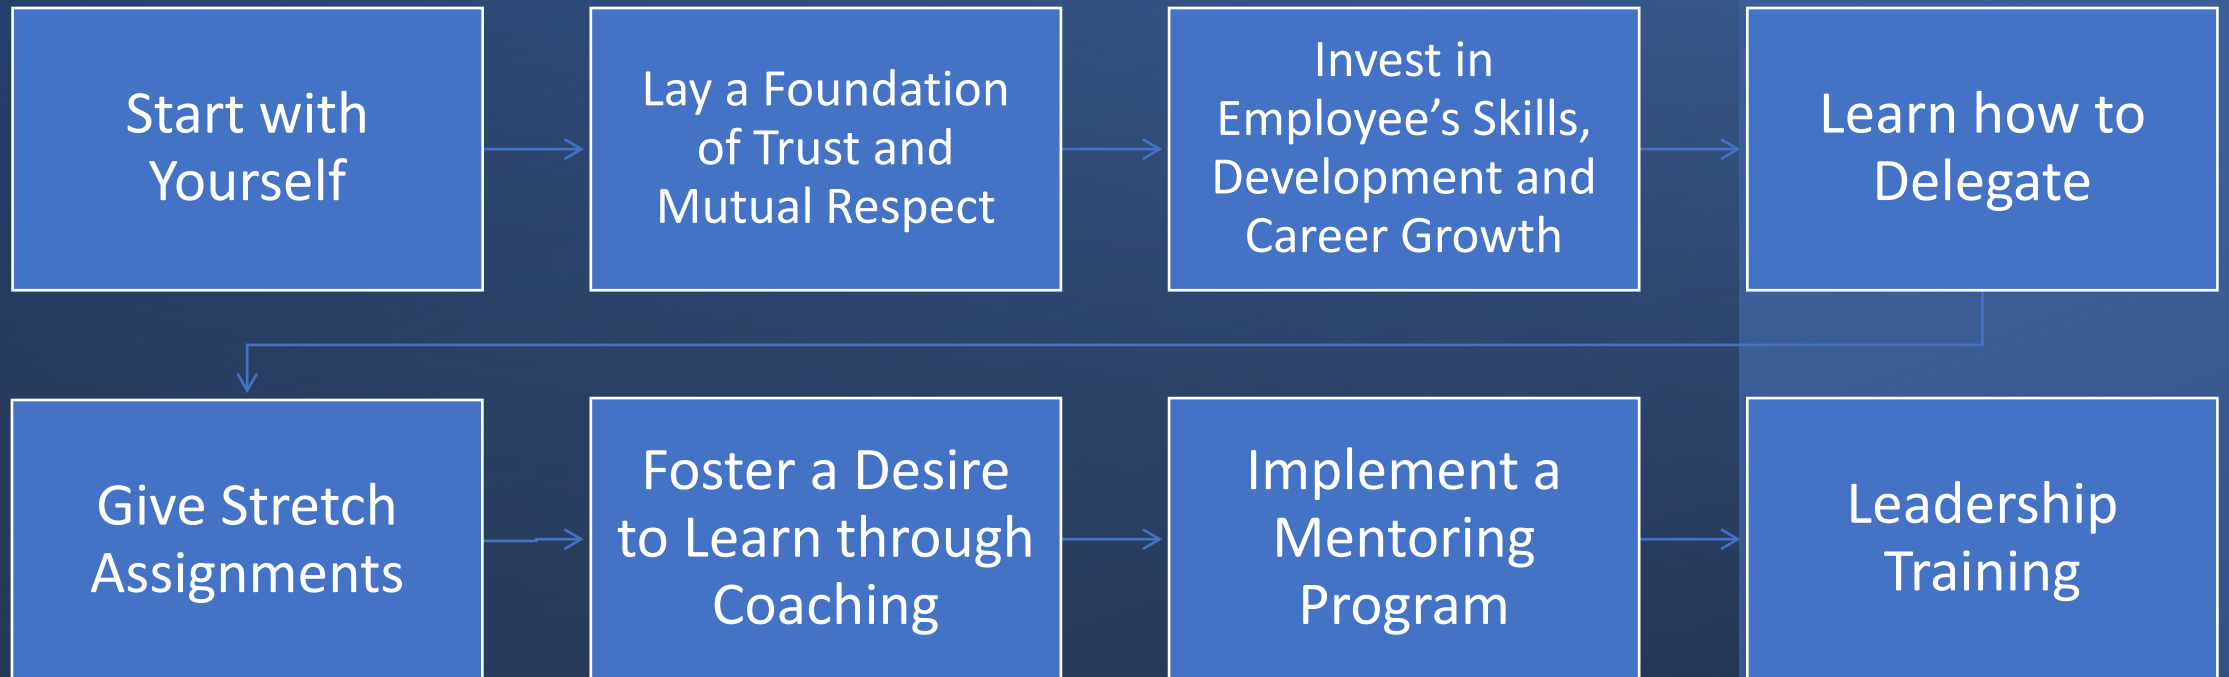 Start with
Yourself
Lay a Foundation
of Trust and
Mutual Respect
Invest in
Employee’s Skills,
Development and
Career Growth
Learn how to
Delegate
Give Stretch
Assignments
Foster a Desire
to Learn through
Coaching
Implement a
Mentoring
Program
Leadership
Training